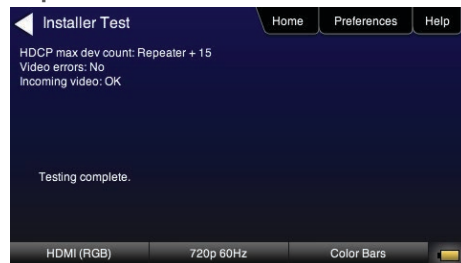 Installer Test
Home
Preferences
Help
HDCP max dev count: Repeater + 15
Video errors: No
Incoming video: OK
Testing complete.
HDMI (RGB)
720p 60Hz
Color Bars